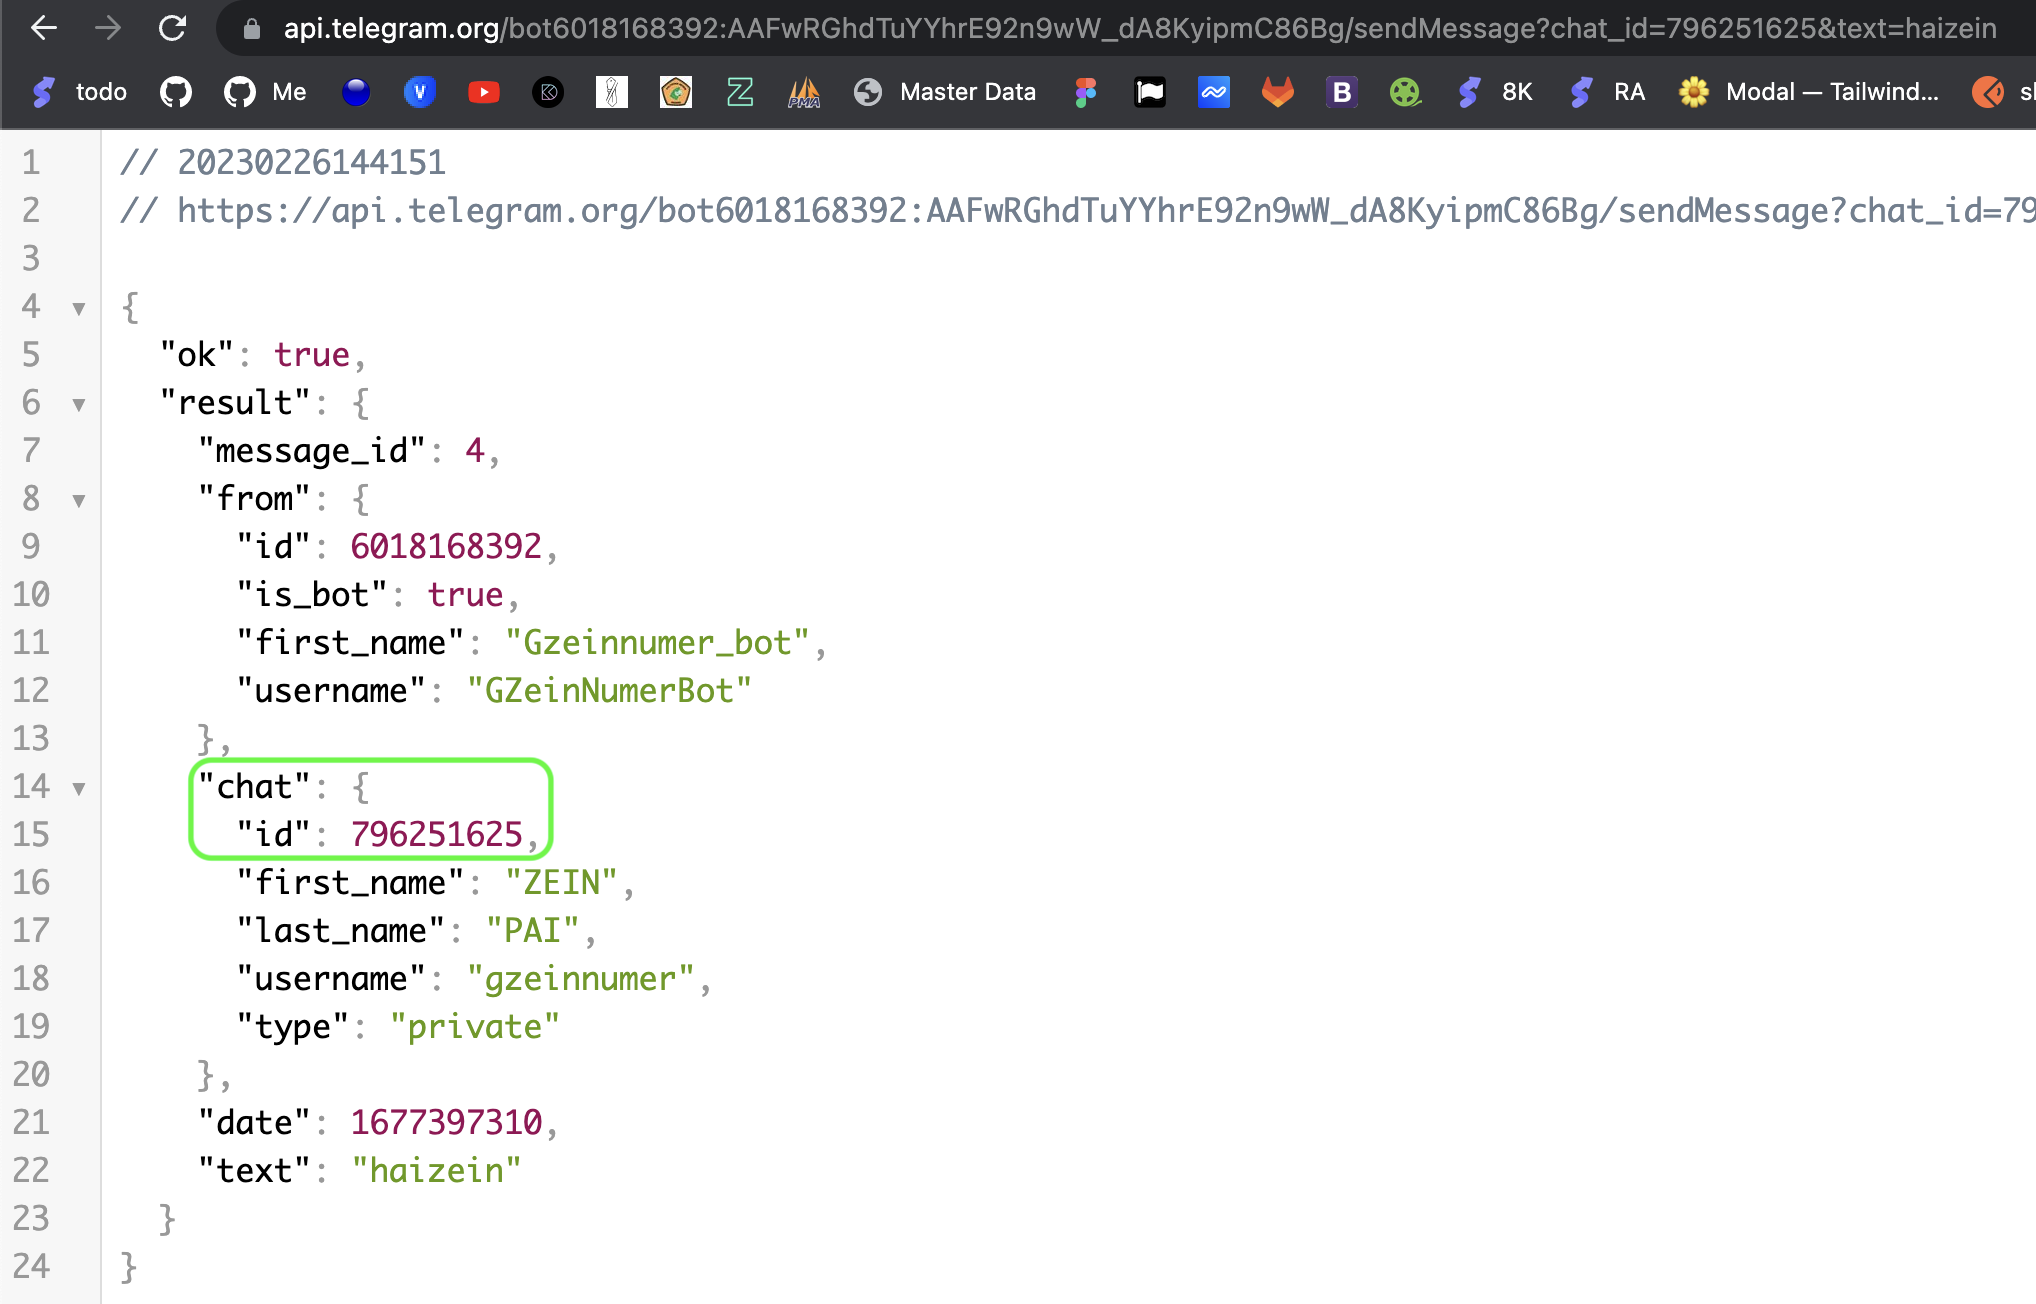 api.telegram.org/bot6018168392:AAFwRGhdTuYYhrE92n9wW_dA8KyipmC86Bg/sendMessage?chat_id=796251625&text=haizein
todo Me V PMA Master Data B 8K RA Modal — Tailwind...
1 // 20230226144151
2 // https://api.telegram.org/bot6018168392:AAFwRGhdTuYYhrE92n9wW_dA8KyipmC86Bg/sendMessage?chat_id=79
3
4 {
5 "ok": true,
6 "result": {
7 "message_id": 4,
8 "from": {
9 "id": 6018168392,
10 "is_bot": true,
11 "first_name": "Gzeinnumer_bot",
12 "username": "GZeinNumerBot"
13 },
14 "chat": {
15 "id": 796251625,
16 "first_name": "ZEIN",
17 "last_name": "PAI",
18 "username": "gzeinnumer",
19 "type": "private"
20 },
21 "date": 1677397310,
22 "text": "haizein"
23 }
24 }